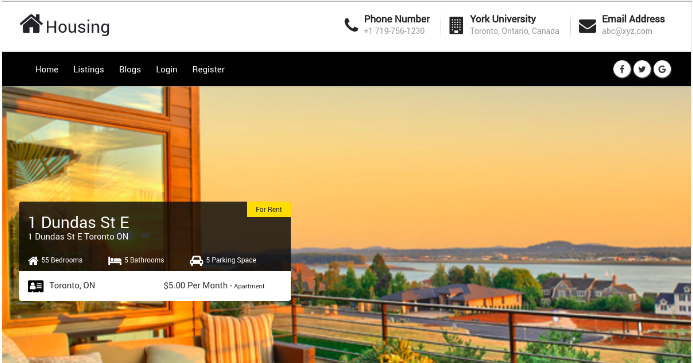 Housing
Phone Number
+1 719-756-1230
York University
Toronto, Ontario, Canada
Email Address
abc@xyz.com
Home Listings Blogs Login Register
For Rent
1 Dundas St E
1 Dundas St E Toronto ON
55 Bedrooms 5 Bathrooms 5 Parking Space
Toronto, ON $5.00 Per Month - Apartment